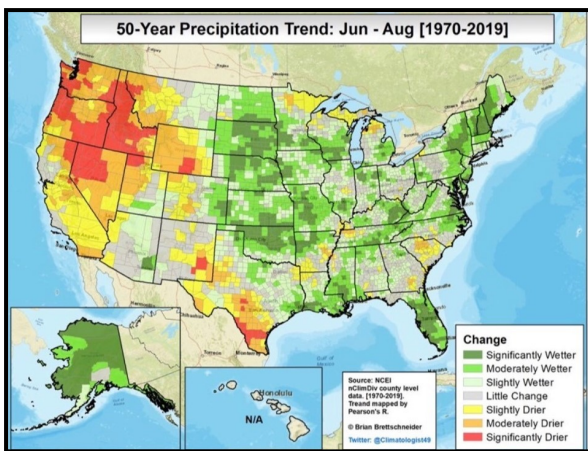 50-Year Precipitation Trend: Jun - Aug [1970-2019]
Honolulu
N/A
Source: NCEI
nClimDiv county level
data. [1970-2019].
Treand mapped by
Pearson's R.
© Brian Brettschneider
Twitter: @Climatologist49
Change
Significantly Wetter
Moderately Wetter
Slightly Wetter
Little Change
Slightly Drier
Moderately Drier
Significantly Drier